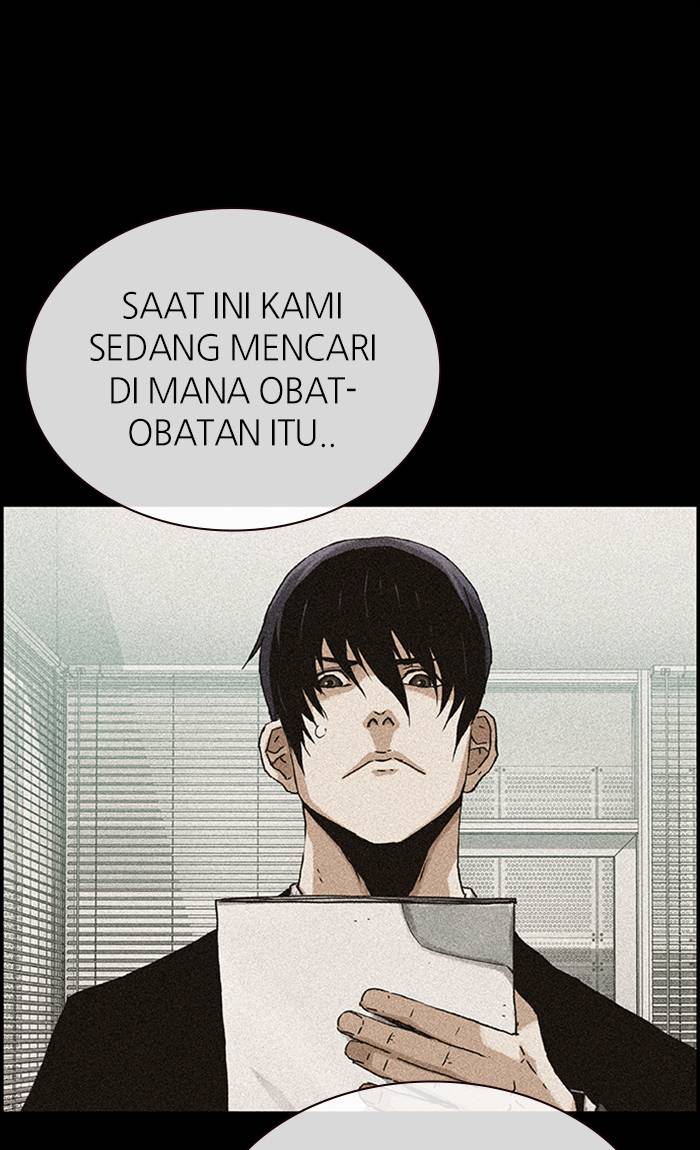 SAAT INI KAMI
SEDANG MENCARI
DI MANA OBAT-
OBATAN ITU..